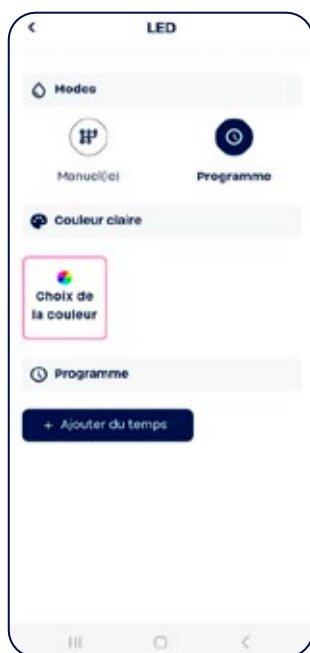 LED
Modes
Manuel(le)
Programme
Couleur claire
Choix de
la couleur
Programme
+ Ajouter du temps